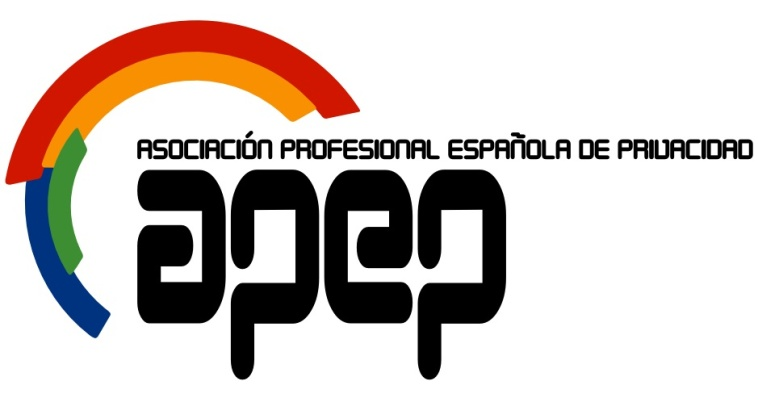 ASOCIACIÓN PROFESIONAL ESPAÑOLA DE PRIVACIDAD
apep